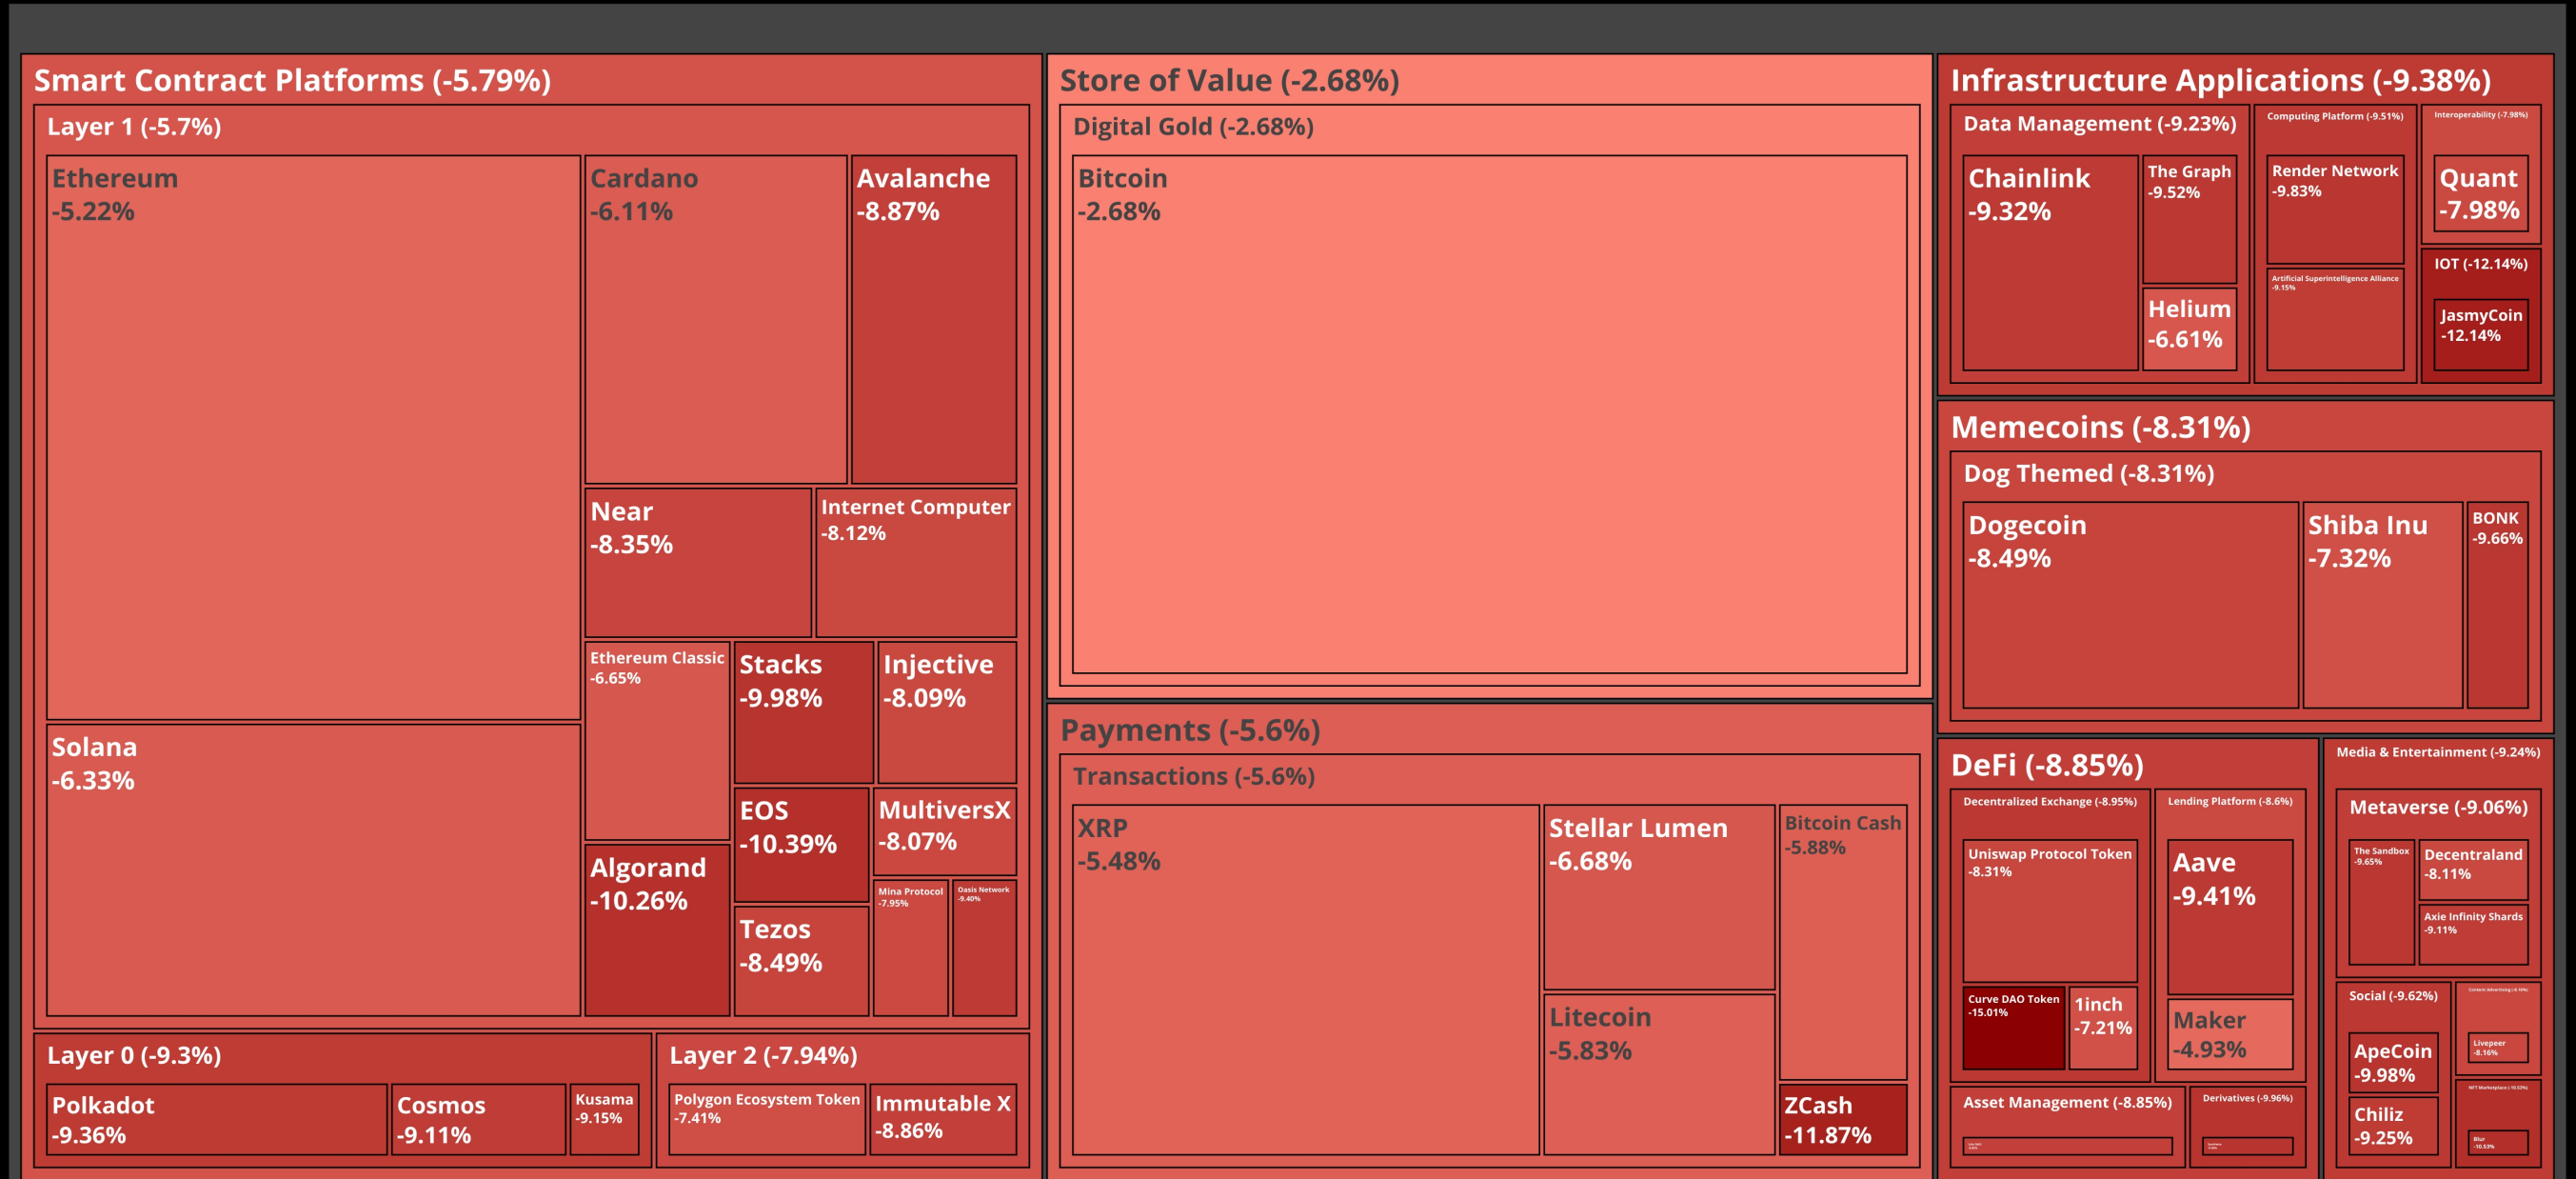 Smart Contract Platforms (-5.79%)
Layer 1 (-5.7%)
Ethereum
-5.22%
Cardano
-6.11%
Avalanche
-8.87%
Near
-8.35%
Internet Computer
-8.12%
Ethereum Classic
-6.65%
Stacks
-9.98%
Injective
-8.09%
Solana
-6.33%
EOS
-10.39%
MultiversX
-8.07%
Algorand
-10.26%
Tezos
-8.49%
Mina Protocol
-7.95%
Oasis Network
-9.40%
Layer 0 (-9.3%)
Polkadot
-9.36%
Cosmos
-9.11%
Kusama
-9.15%
Layer 2 (-7.94%)
Polygon Ecosystem Token
-7.41%
Immutable X
-8.86%
Store of Value (-2.68%)
Digital Gold (-2.68%)
Bitcoin
-2.68%
Payments (-5.6%)
Transactions (-5.6%)
XRP
-5.48%
Stellar Lumen
-6.68%
Bitcoin Cash
-5.88%
Litecoin
-5.83%
ZCash
-11.87%
Infrastructure Applications (-9.38%)
Data Management (-9.23%)
Chainlink
-9.32%
The Graph
-9.52%
Helium
-6.61%
Computing Platform (-9.51%)
Render Network
-9.83%
Artificial Superintelligence Alliance
-9.15%
Interoperability (-7.98%)
Quant
-7.98%
IOT (-12.14%)
JasmyCoin
-12.14%
Memecoins (-8.31%)
Dog Themed (-8.31%)
Dogecoin
-8.49%
Shiba Inu
-7.32%
BONK
-9.66%
DeFi (-8.85%)
Decentralized Exchange (-8.95%)
Uniswap Protocol Token
-8.31%
Curve DAO Token
-15.01%
1inch
-7.21%
Lending Platform (-8.6%)
Aave
-9.41%
Maker
-4.93%
Asset Management (-8.85%)
Derivatives (-9.96%)
Media & Entertainment (-9.24%)
Metaverse (-9.06%)
The Sandbox
-9.65%
Decentraland
-8.11%
Axie Infinity Shards
-9.11%
Social (-9.62%)
ApeCoin
-9.98%
Chiliz
-9.25%
Content Advertising (-8.16%)
Livepeer
-8.16%
NFT Marketplace (-10.53%)
Blur
-10.53%